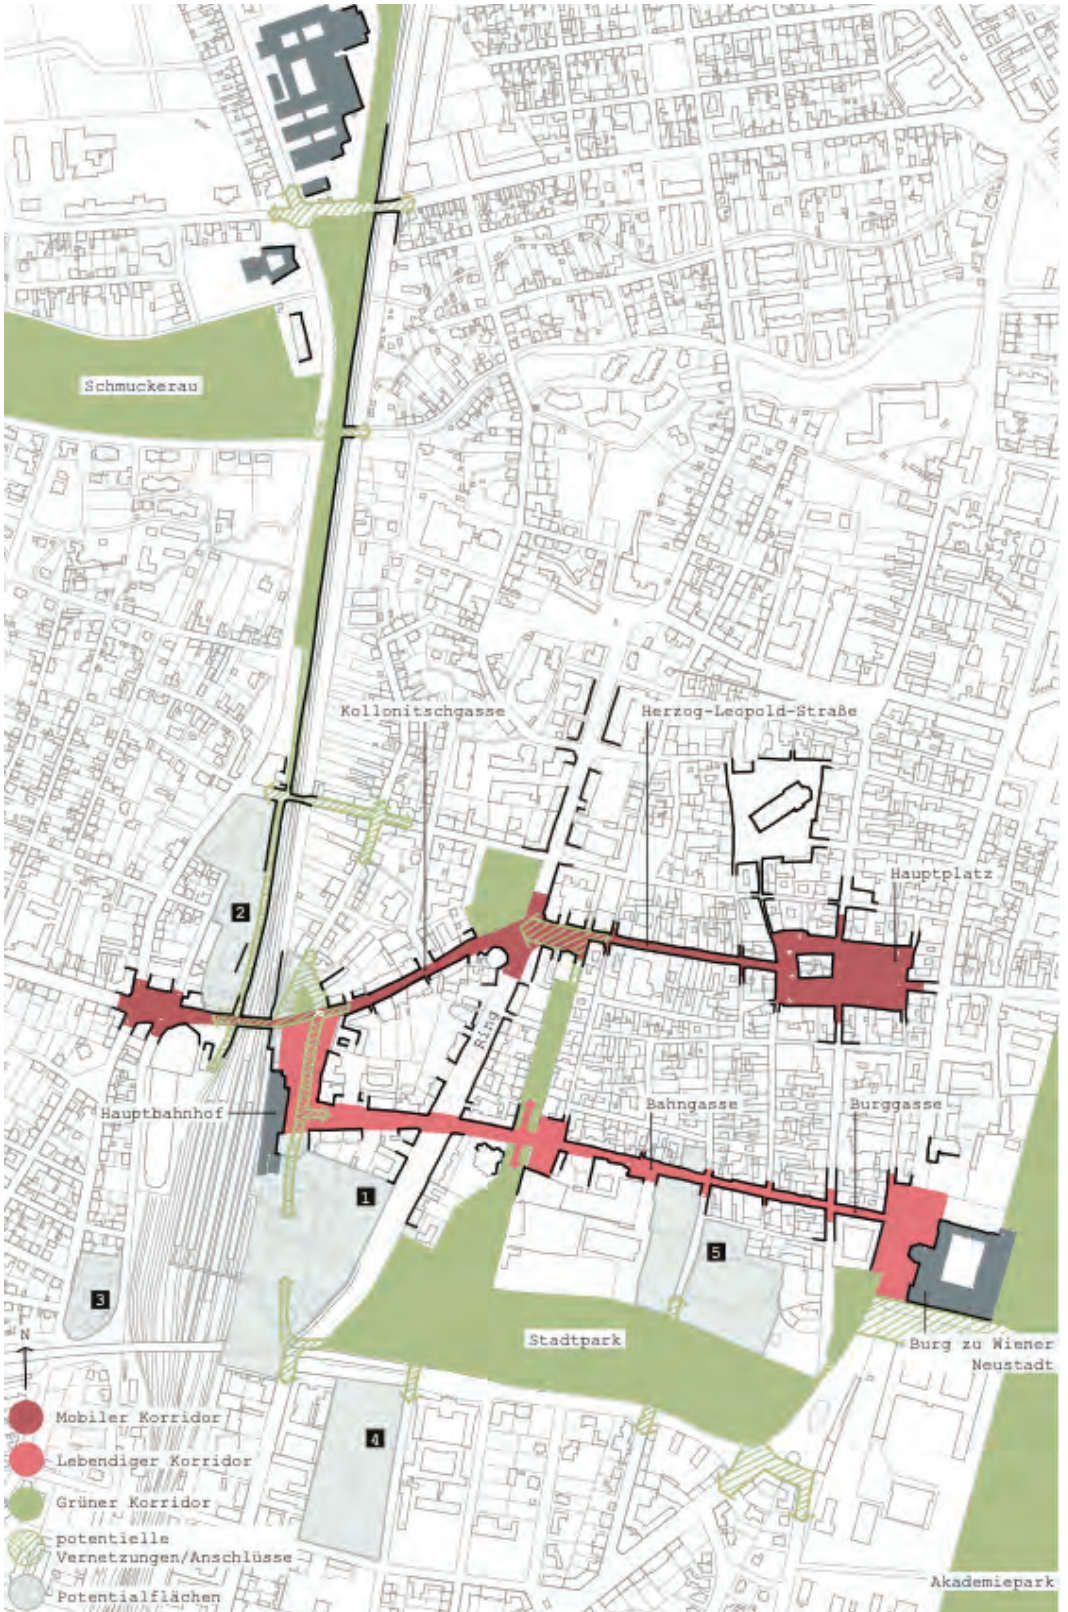 Schmuckerau
Kollonitschgasse
Herzog-Leopold-Straße
Hauptplatz
2
Ring
Hauptbahnhof
Bahngasse
Burggasse
1
5
3
Stadtpark
N
Burg zu Wiener
Neustadt
4
Mobiler Korridor
Lebendiger Korridor
Grüner Korridor
potentielle
Vernetzungen/Anschlüsse
Potentialflächen
Akademiepark